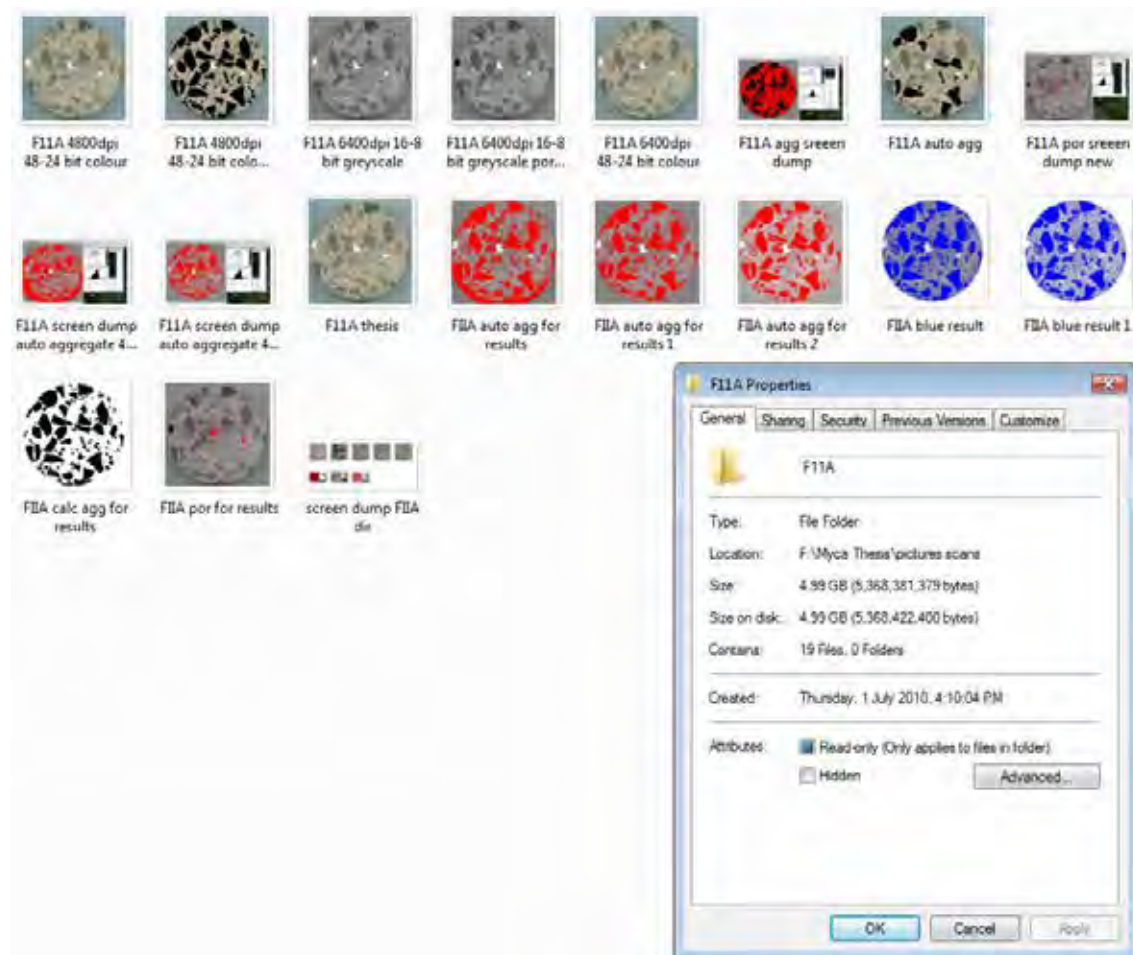 F11A 4800dpi
48-24 bit colour
F11A 4800dpi
48-24 bit colo...
F11A 6400dpi 16-8
bit greyscale
F11A 6400dpi 16-8
bit greyscale por...
F11A 6400dpi
48-24 bit colour
F11A agg sreeen
dump
F11A auto agg
F11A por sreeen
dump new
F11A screen dump
auto aggregate 4...
F11A screen dump
auto aggregate 4...
F11A thesis
FIIA auto agg for
results
FIIA auto agg for
results 1
FIIA auto agg for
results 2
FIIA blue result
FIIA blue result 1
FIIA calc agg for
results
FIIA por for results
screen dump FIIA
dir
F11A Properties
General Sharing Security Previous Versions Customize
F11A
Type: File Folder
Location: F:\Myca Thesis\pictures scans
Size: 4.99 GB (5,368,381,379 bytes)
Size on disk: 4.99 GB (5,368,422,400 bytes)
Contains: 19 Files, 0 Folders
Created: Thursday, 1 July 2010, 4:10:04 PM
Attributes: Read-only (Only applies to files in folder)
Hidden
Advanced...
OK Cancel Apply